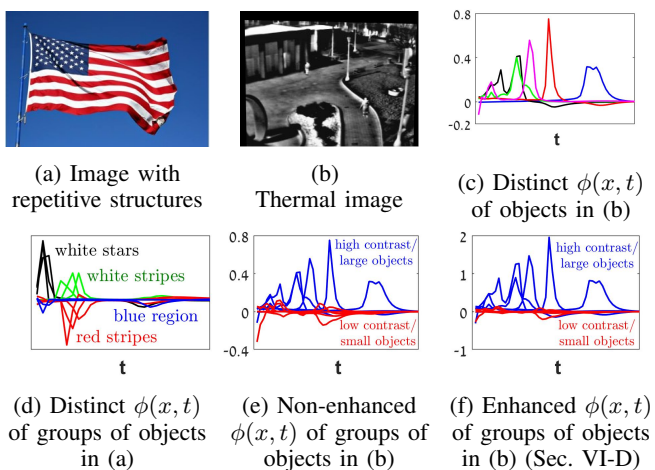 0.8
0.4
0
-0.2
t
(a) Image with
repetitive structures
(b)
Thermal image
(c) Distinct ϕ(x, t)
of objects in (b)
white stars
white stripes
blue region
red stripes
t
0.8
0.4
0
-0.4
high contrast/
large objects
low contrast/
small objects
t
2
1
0
-1
high contrast/
large objects
low contrast/
small objects
t
(d) Distinct ϕ(x, t)
of groups of objects
in (a)
(e) Non-enhanced
ϕ(x, t) of groups of
objects in (b)
(f) Enhanced ϕ(x, t)
of groups of objects
in (b) (Sec. VI-D)